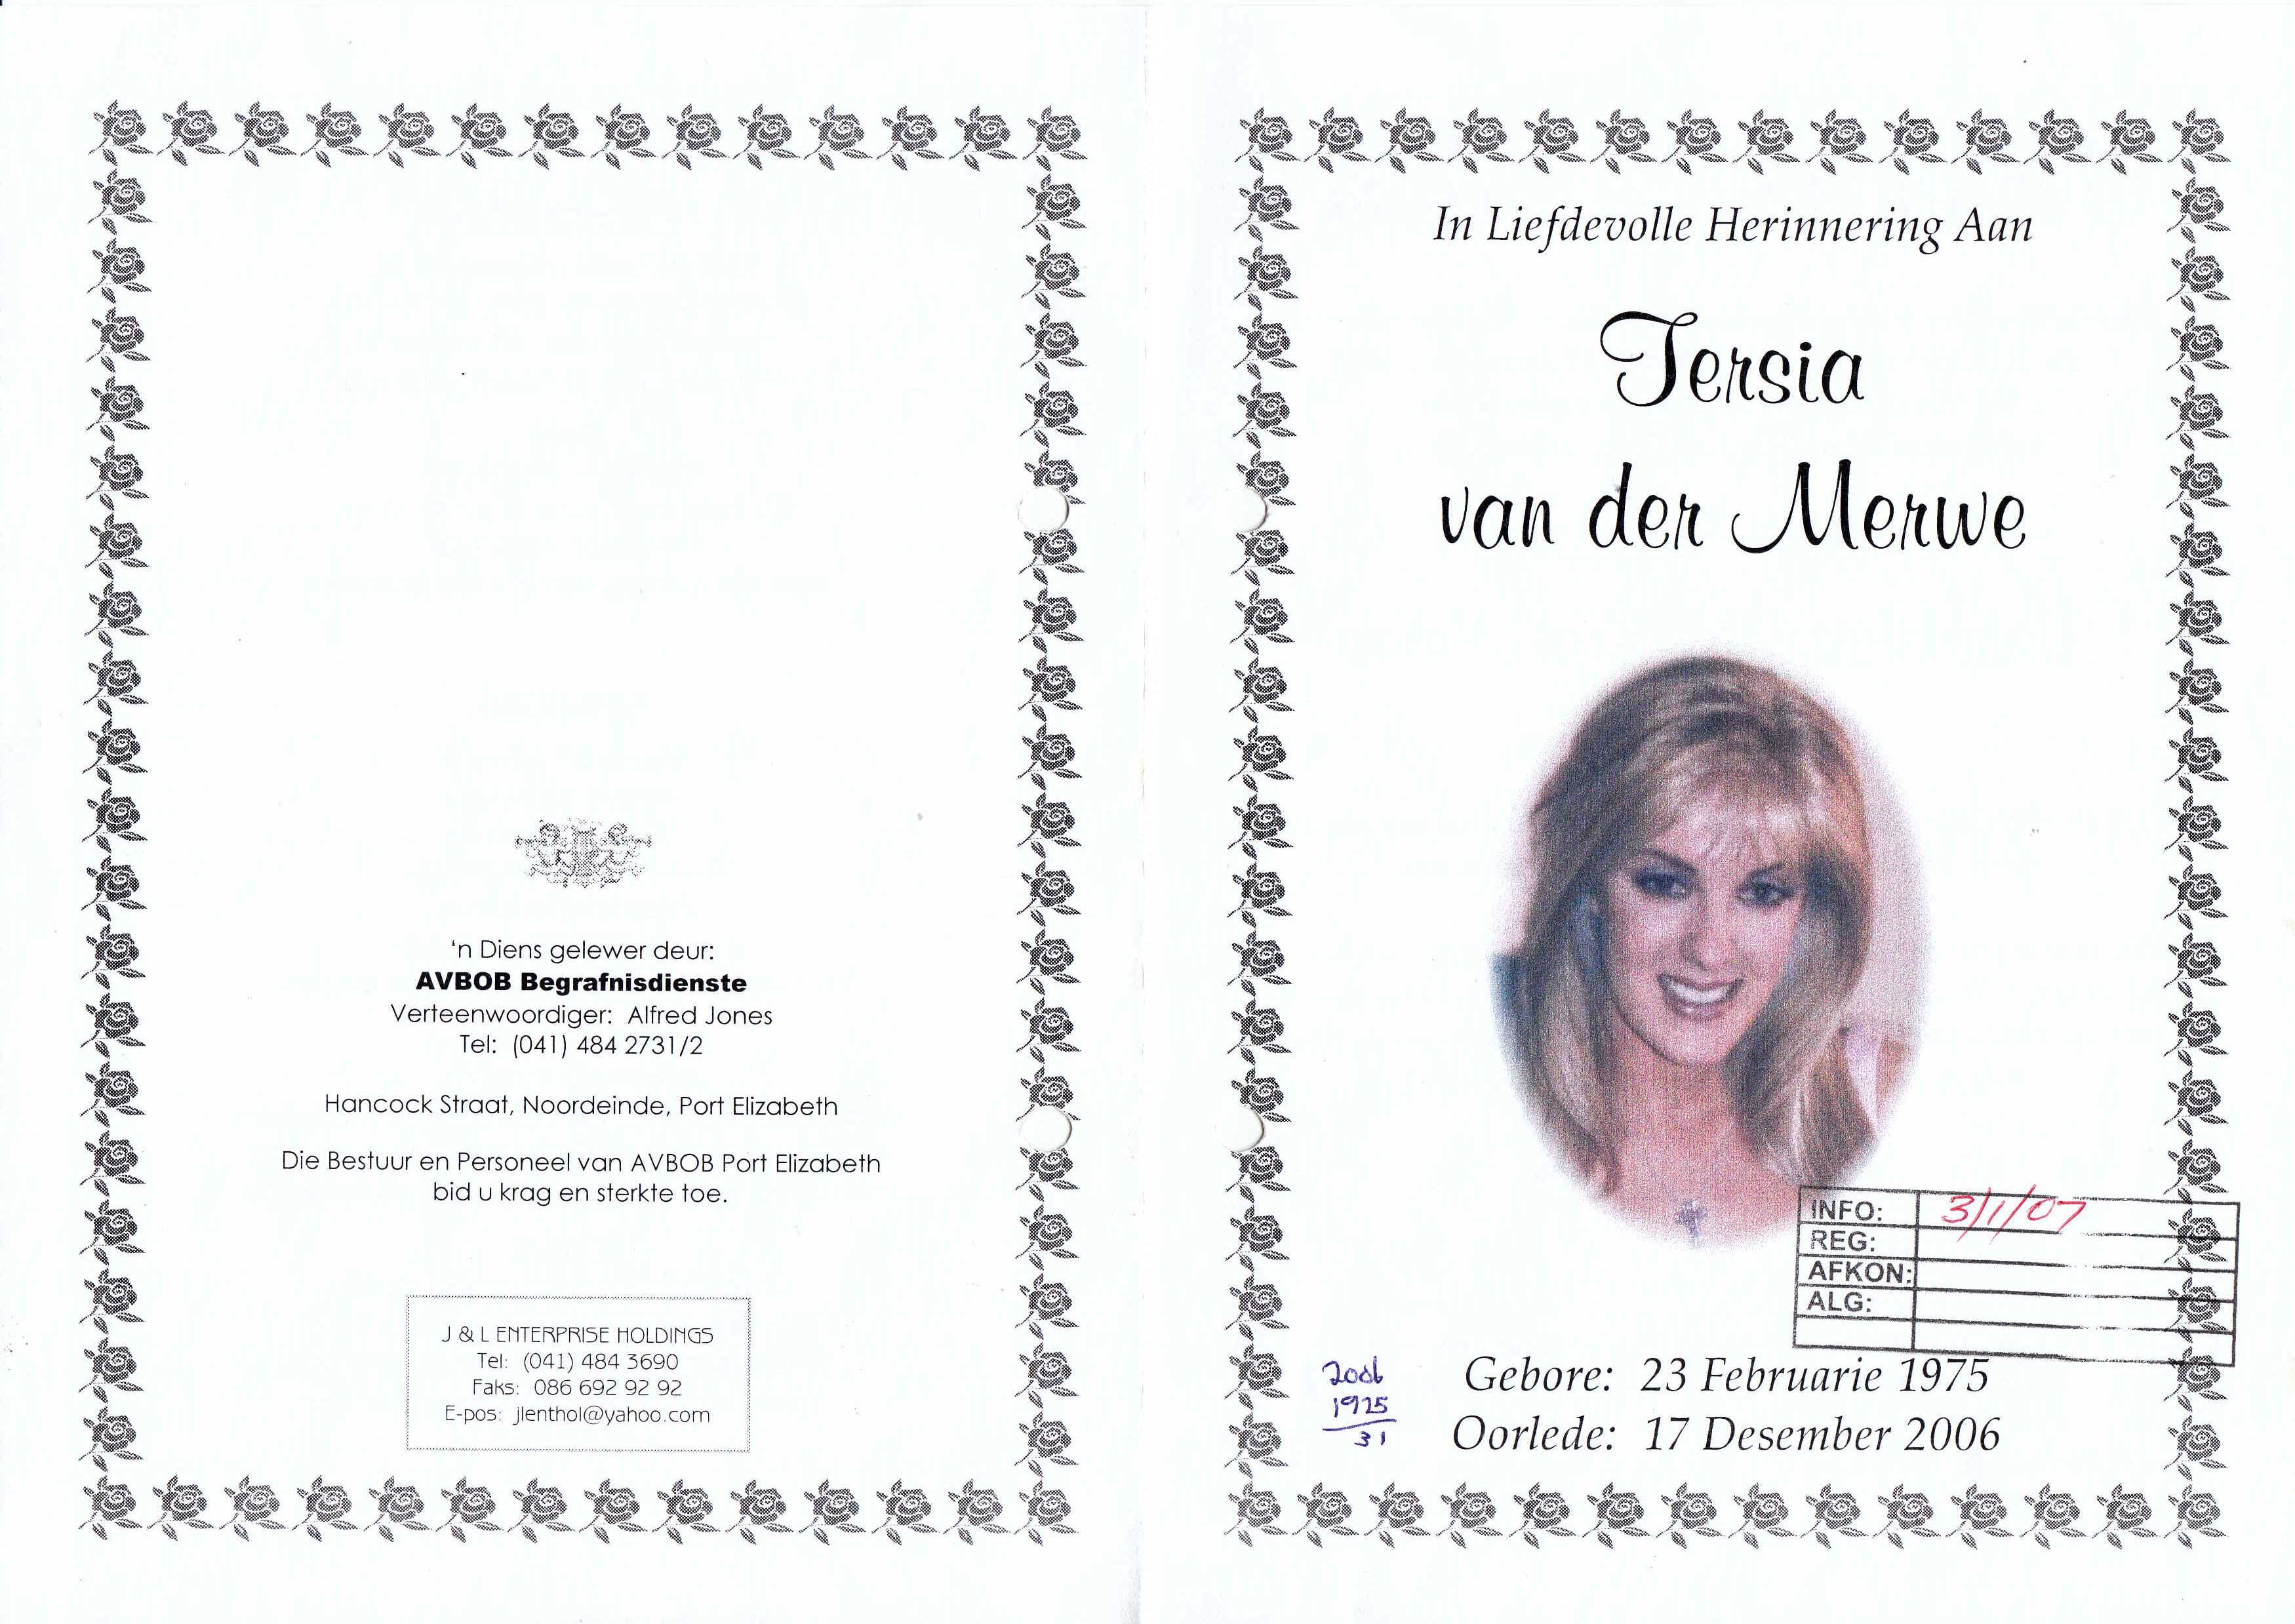 'n Diens gelewer deur:
AVBOB Begrafnisdienste
Verteenwoordiger: Alfred Jones
Tel: (041) 484 2731/2
Hancock Straat, Noordeinde, Port Elizabeth
Die Bestuur en Personeel van AVBOB Port Elizabeth
bid u krag en sterkte toe.
J & L ENTERPRISE HOLDINGS
Tel: (041) 484 3690
Faks: 086 692 92 92
E-pos: jlenthol@yahoo.com
In Liefdevolle Herinnering Aan
Tersia
van der Merwe
INFO: 3/1/07
REG:
AFKON:
ALG:
2006
1975
31
Gebore: 23 Februarie 1975
Oorlede: 17 Desember 2006